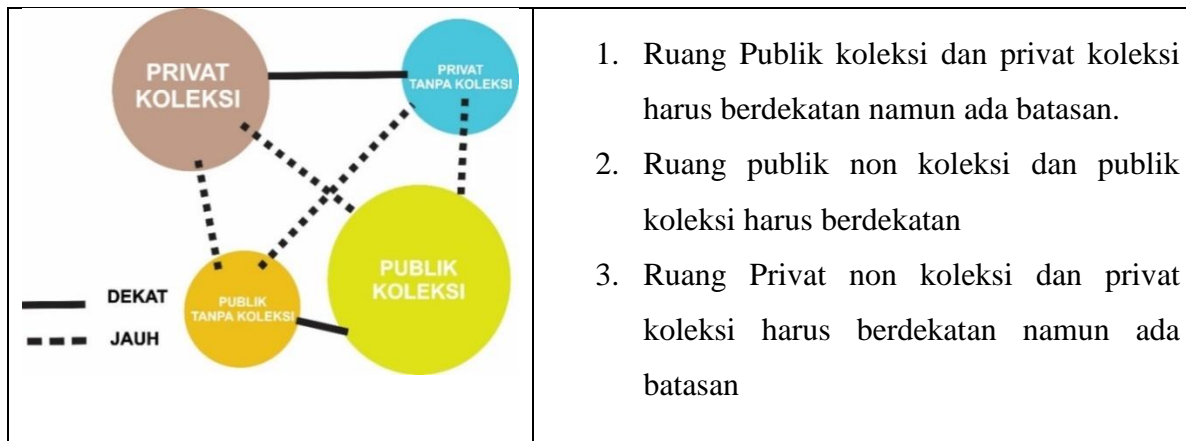 PRIVAT
KOLEKSI
PRIVAT
TANPA KOLEKSI
PUBLIK
KOLEKSI
PUBLIK
TANPA KOLEKSI
DEKAT
JAUH
1. Ruang Publik koleksi dan privat koleksi
harus berdekatan namun ada batasan.
2. Ruang publik non koleksi dan publik
koleksi harus berdekatan
3. Ruang Privat non koleksi dan privat
koleksi harus berdekatan namun ada
batasan